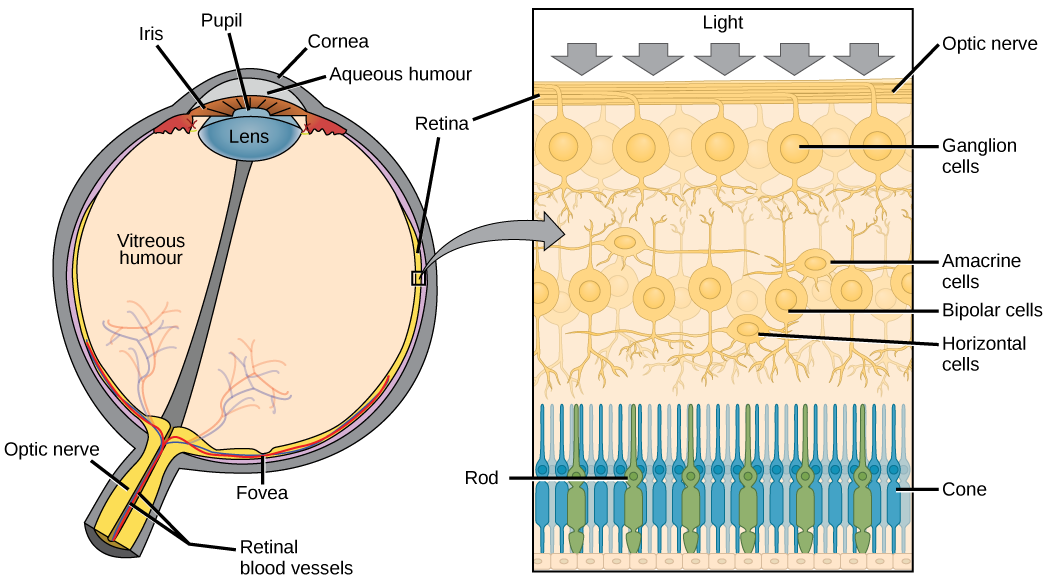 Pupil
Iris
Cornea
Aqueous humour
Lens
Retina
Vitreous
humour
Optic nerve
Fovea
Retinal
blood vessels
Light
Optic nerve
Ganglion
cells
Amacrine
cells
Bipolar cells
Horizontal
cells
Rod
Cone